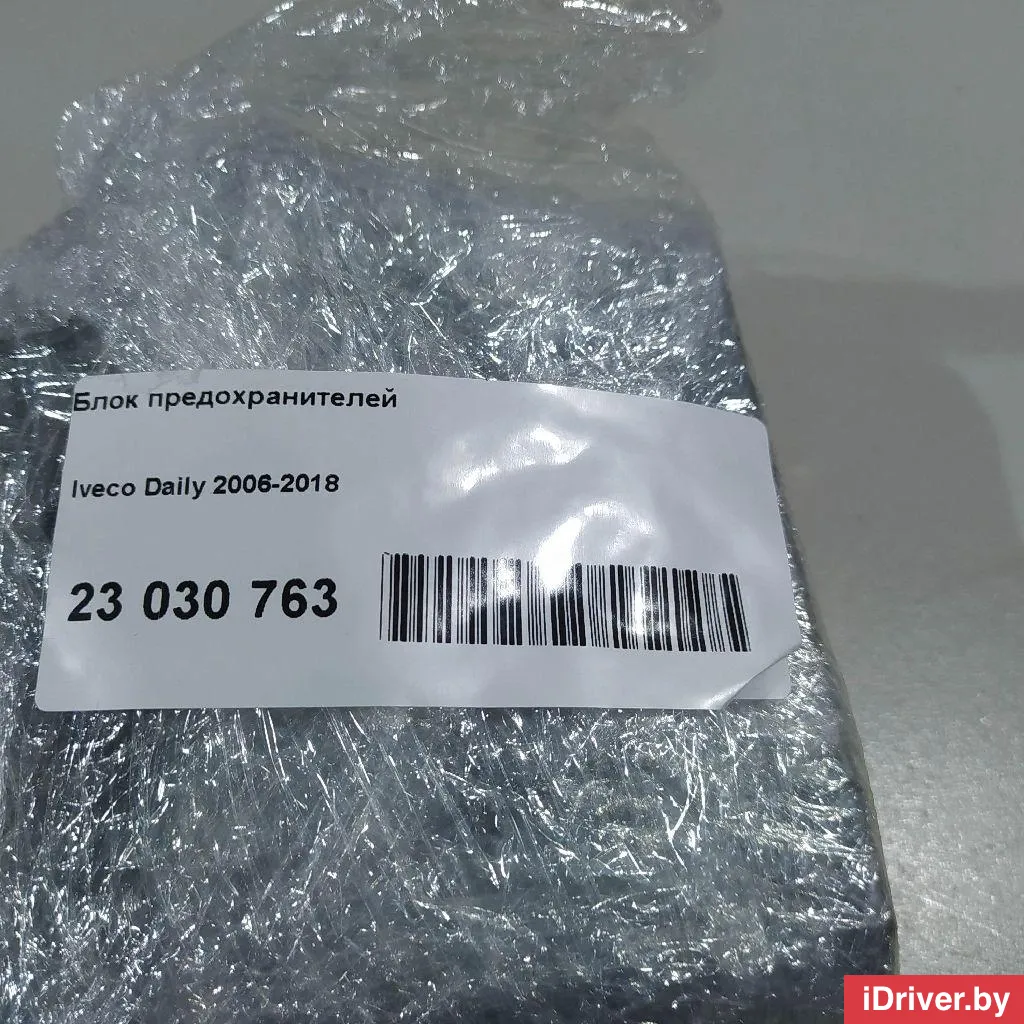 Блок предохранителей
Iveco Daily 2006-2018
23 030 763
iDriver.by